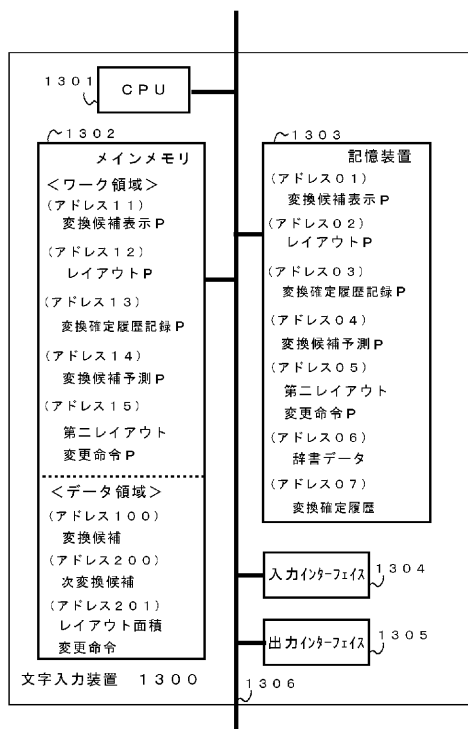 1301
CPU
1302
メインメモリ
＜ワーク領域＞
(アドレス11)
変換候補表示P
(アドレス12)
レイアウトP
(アドレス13)
変換確定履歴記録P
(アドレス14)
変換候補予測P
(アドレス15)
第二レイアウト
変更命令P
＜データ領域＞
(アドレス100)
変換候補
(アドレス200)
次変換候補
(アドレス201)
レイアウト面積
変更命令
1303
記憶装置
(アドレス01)
変換候補表示P
(アドレス02)
レイアウトP
(アドレス03)
変換確定履歴記録P
(アドレス04)
変換候補予測P
(アドレス05)
第二レイアウト
変更命令P
(アドレス06)
辞書データ
(アドレス07)
変換確定履歴
入力ｲﾝﾀｰﾌｪｲｽ
1304
出力ｲﾝﾀｰﾌｪｲｽ
1305
文字入力装置 1300
1306